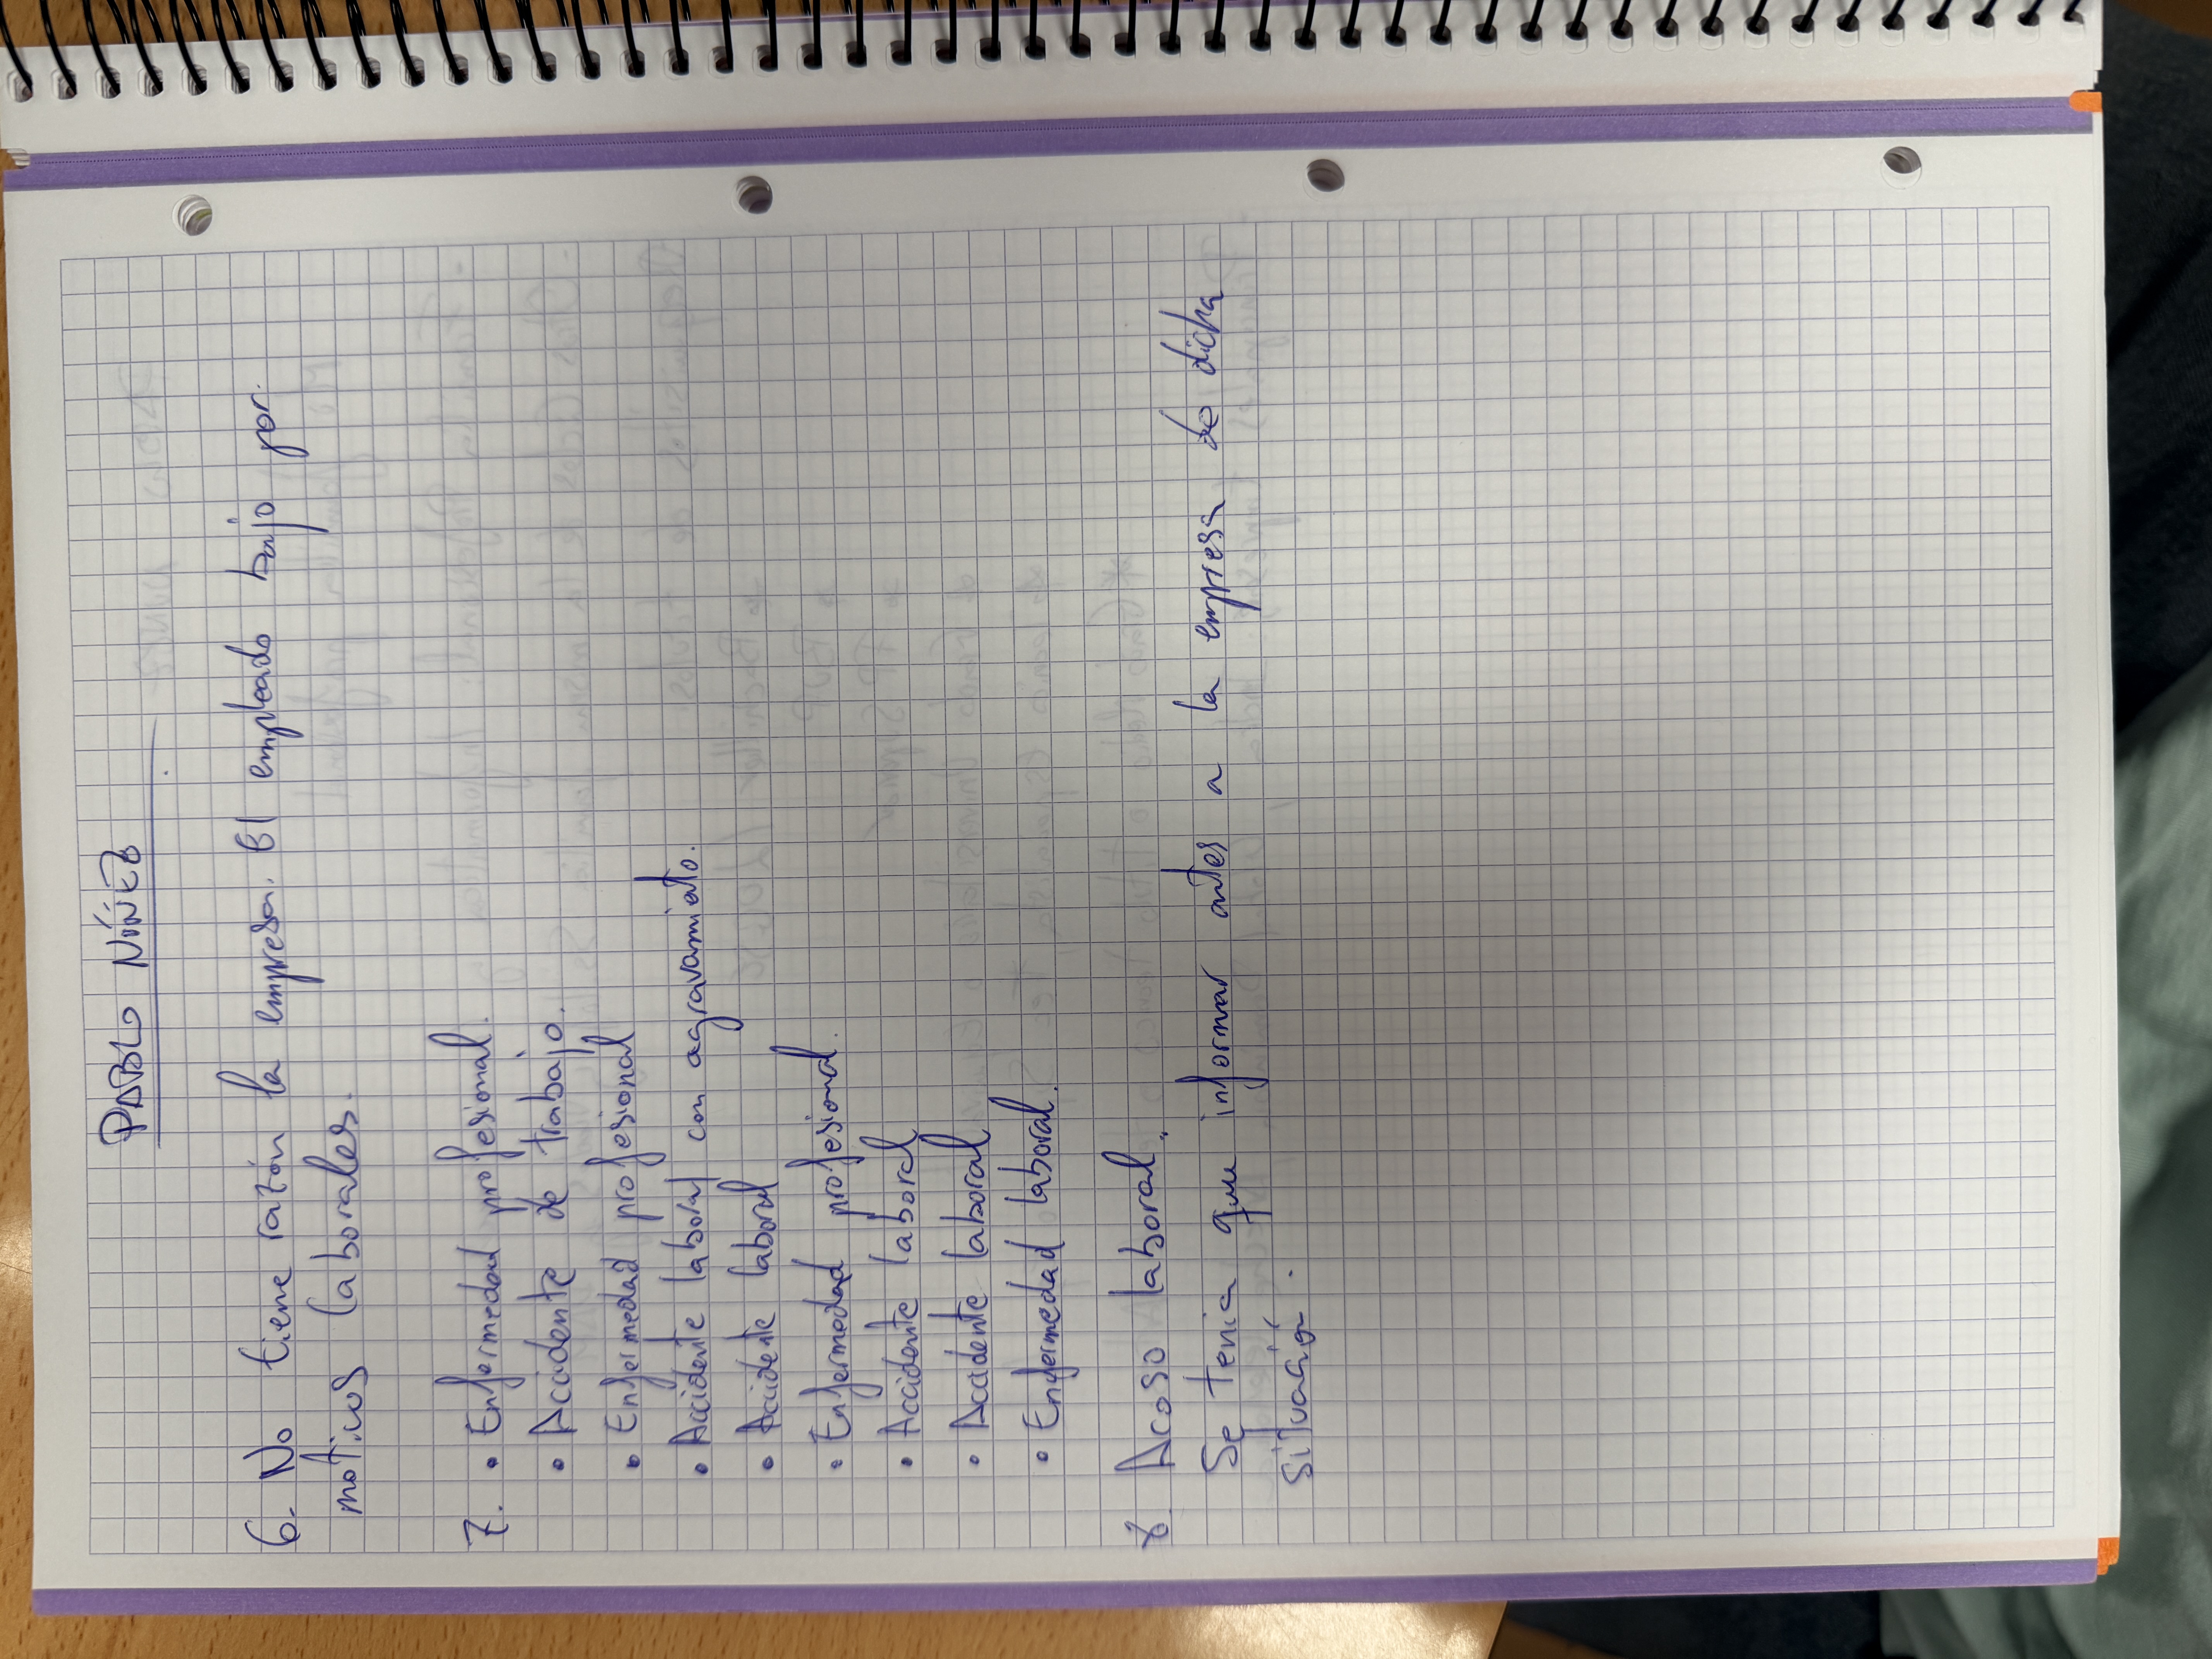 PABLO NÚÑEZ
6. No tiene razón la empresa. El empleado bajo por
motivos laborales.
7. • Enfermedad profesional.
• Accidente de trabajo.
• Enfermedad profesional
• Accidente laboral con agravamiento.
• Accidente laboral
• Enfermedad profesional.
• Accidente laboral
• Accidente laboral
• Enfermedad laboral.
8. Acoso laboral.
Se tenia que informar antes a la empresa de dicha
situación.